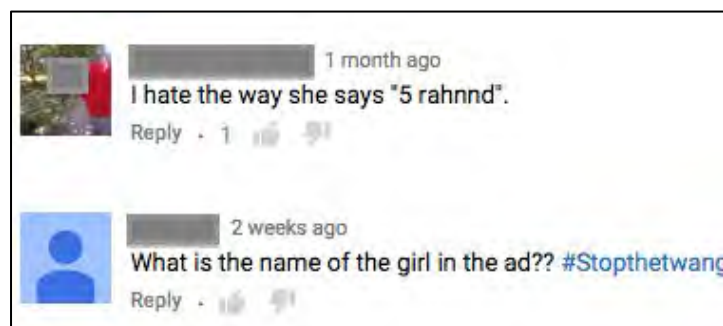 1 month ago
I hate the way she says "5 rahnnd".
Reply · 1
2 weeks ago
What is the name of the girl in the ad?? #Stopthetwang
Reply ·